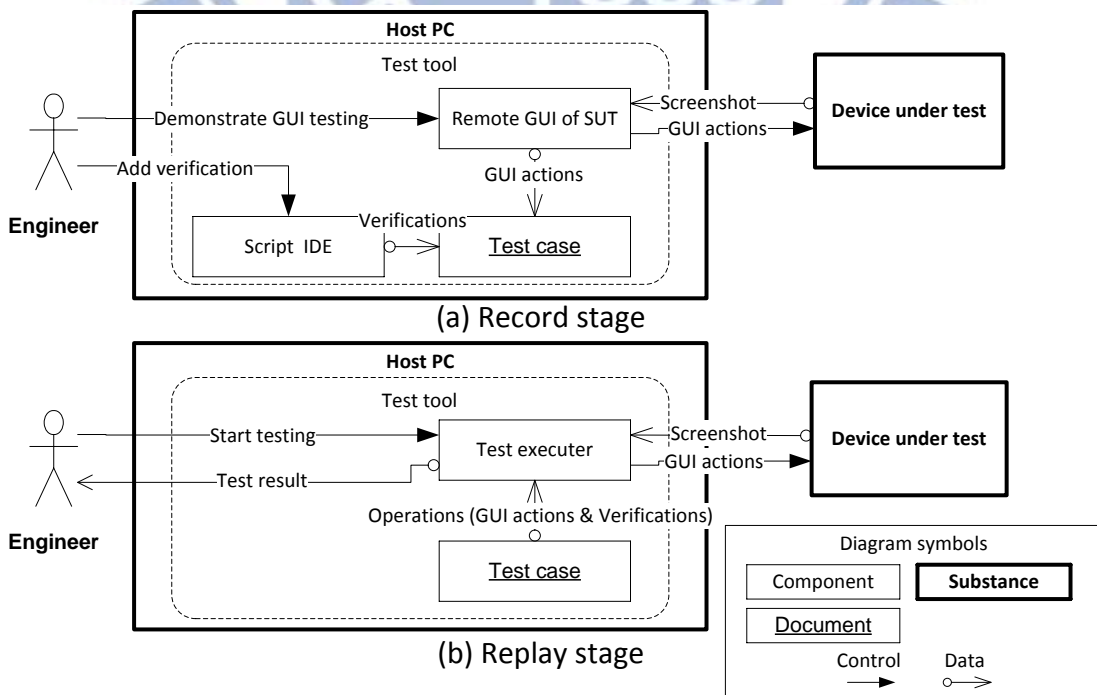 Host PC
Test tool
Demonstrate GUI testing
Remote GUI of SUT
Screenshot
GUI actions
Device under test
Add verification
GUI actions
Engineer
Verifications
Script IDE
Test case
(a) Record stage
Host PC
Test tool
Start testing
Test executer
Screenshot
GUI actions
Device under test
Test result
Operations (GUI actions & Verifications)
Engineer
Test case
(b) Replay stage
Diagram symbols
Component
Substance
Document
Control
Data